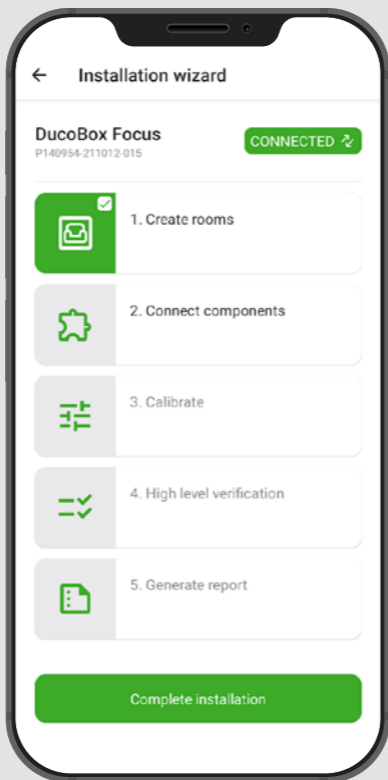 Installation wizard
DucoBox Focus
P140954-211012-015
CONNECTED
1. Create rooms
2. Connect components
3. Calibrate
4. High level verification
5. Generate report
Complete installation